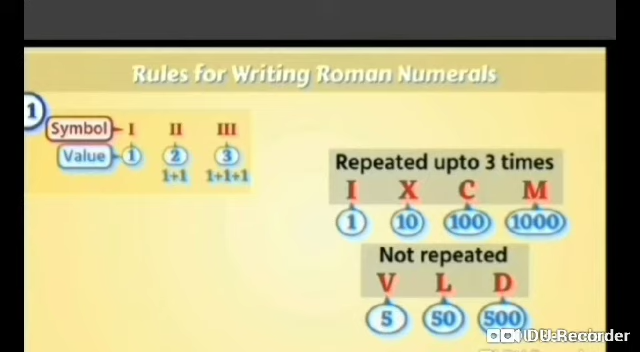 Rules for Writing Roman Numerals
1
Symbol I II III
Value 1 2 3
1+1 1+1+1
Repeated upto 3 times
I X C M
1 10 100 1000
Not repeated
V L D
5 50 500
DU Recorder